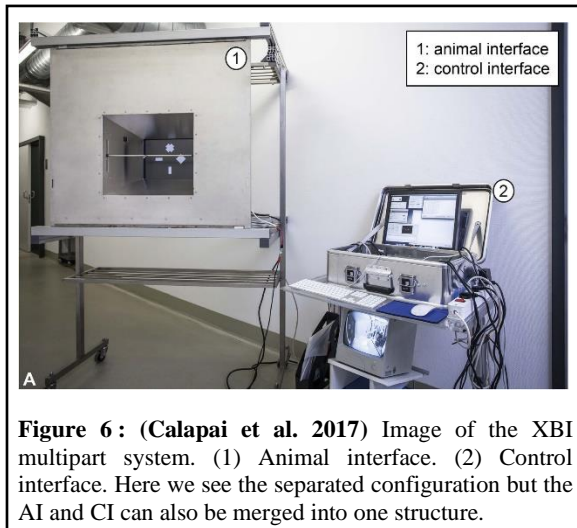 1
1: animal interface
2: control interface
2
A
Figure 6 : (Calapai et al. 2017) Image of the XBI
multipart system. (1) Animal interface. (2) Control
interface. Here we see the separated configuration but the
AI and CI can also be merged into one structure.